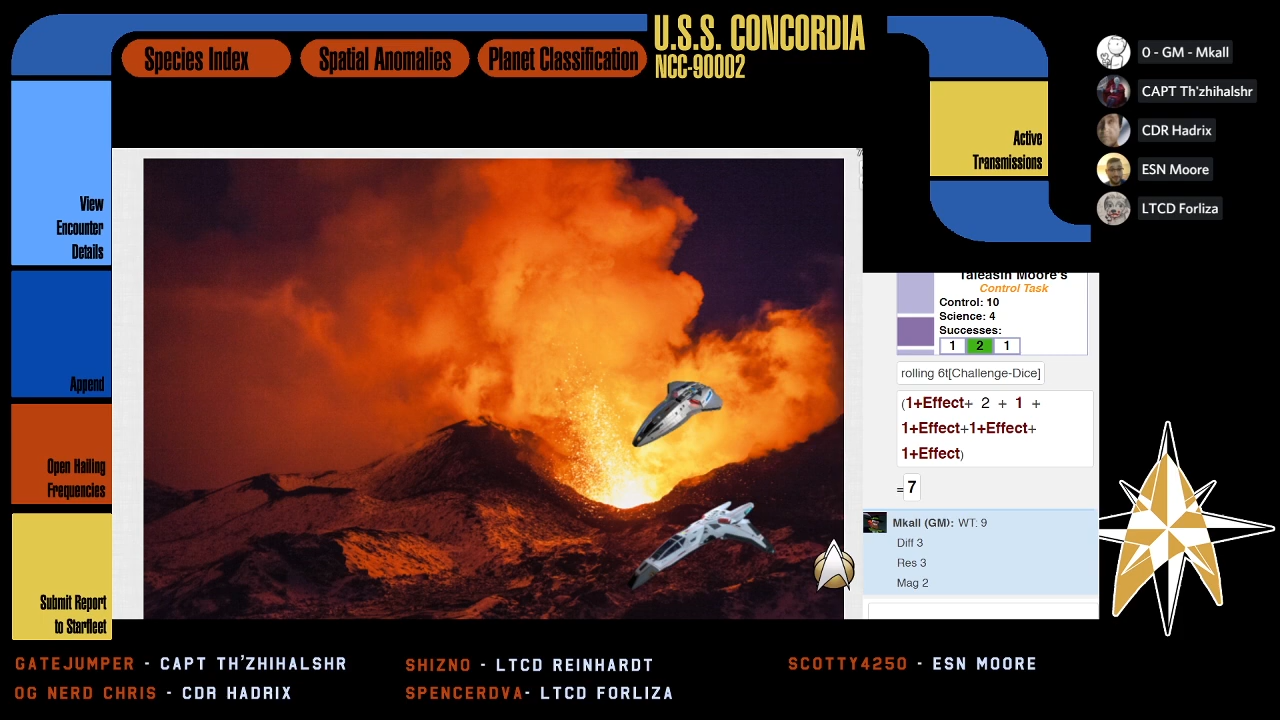 Species Index
Spatial Anomalies
Planet Classification
U.S.S. CONCORDIA
NCC-90002
View
Encounter
Details
Append
Open Hailing
Frequencies
Submit Report
to Starfleet
Active
Transmissions
0 - GM - Mkall
CAPT Th'zhihalshr
CDR Hadrix
ESN Moore
LTCD Forliza
Moore's
Control Task
Control: 10
Science: 4
Successes:
1 2 1
rolling 6t[Challenge-Dice]
(1+Effect+ 2 + 1 +
1+Effect+1+Effect+
1+Effect)
=7
Mkall (GM): WT: 9
Diff 3
Res 3
Mag 2
GATEJUMPER - CAPT TH'ZHIHALSHR
OG NERD CHRIS - CDR HADRIX
SHIZNO - LTCD REINHARDT
SPENCERDVA- LTCD FORLIZA
SCOTTY4250 - ESN MOORE